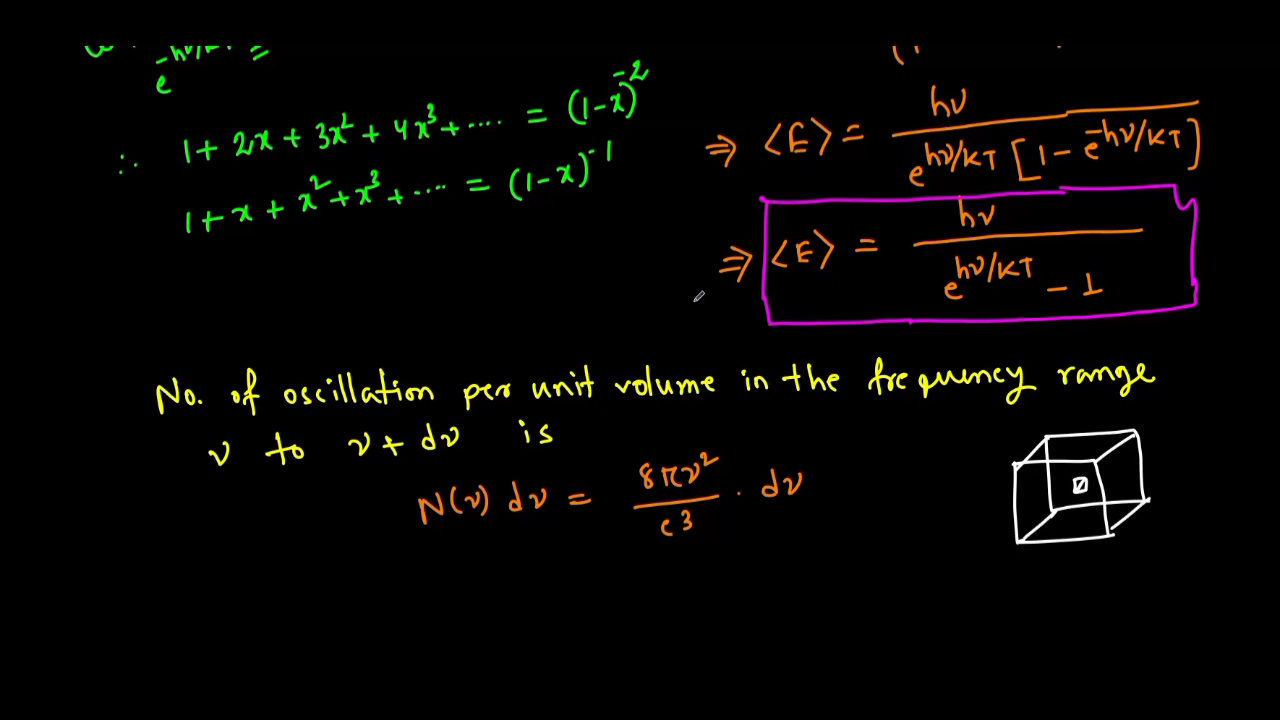 e^{-hν/KT} =
∴ 1 + 2x + 3x² + 4x³ + .... = (1-x)^{-2}
1 + x + x² + x³ + .... = (1-x)^{-1}
⇒ ⟨E⟩ = hν / e^{hν/KT} [1 - e^{-hν/KT}]
⇒ ⟨E⟩ = hν / e^{hν/KT} - 1
No. of oscillation per unit volume in the frequency range
ν to ν + dν is
N(ν) dν = 8πν² / c³ . dν